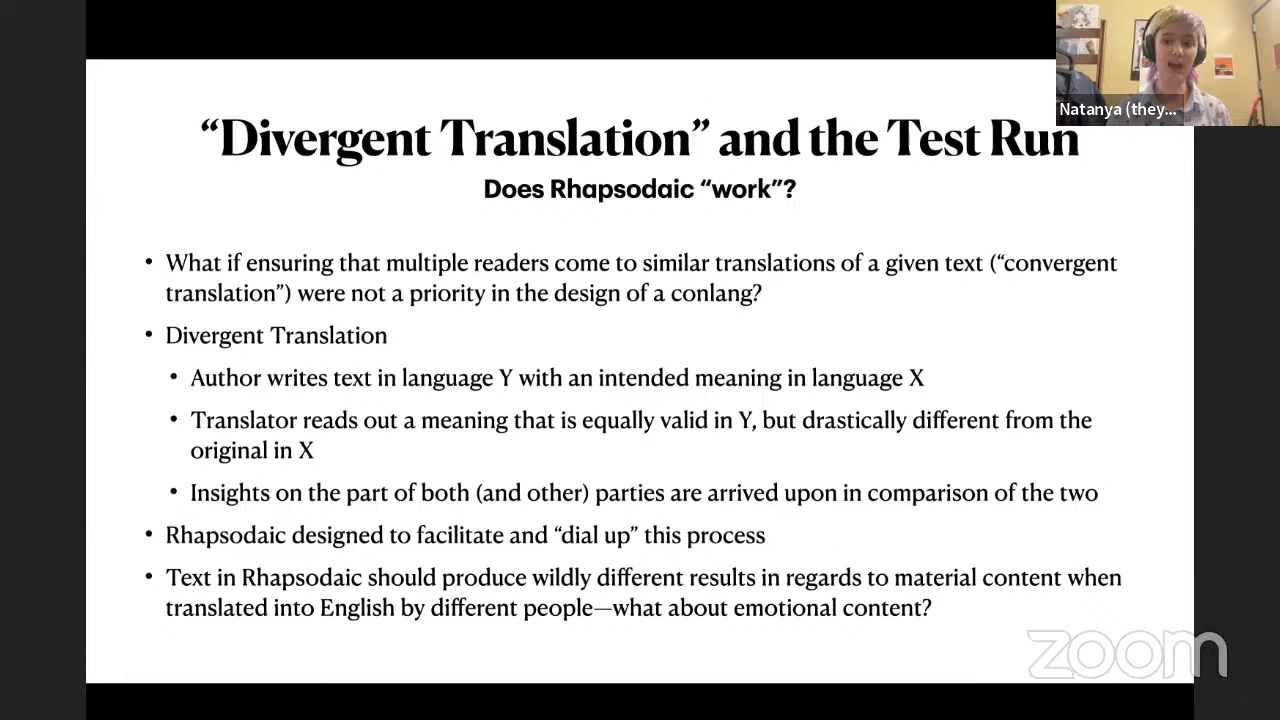 Natanya (they...
“Divergent Translation” and the Test Run
Does Rhapsodaic “work”?
• What if ensuring that multiple readers come to similar translations of a given text (“convergent
translation”) were not a priority in the design of a conlang?
• Divergent Translation
• Author writes text in language Y with an intended meaning in language X
• Translator reads out a meaning that is equally valid in Y, but drastically different from the
original in X
• Insights on the part of both (and other) parties are arrived upon in comparison of the two
• Rhapsodaic designed to facilitate and “dial up” this process
• Text in Rhapsodaic should produce wildly different results in regards to material content when
translated into English by different people—what about emotional content?
zoom